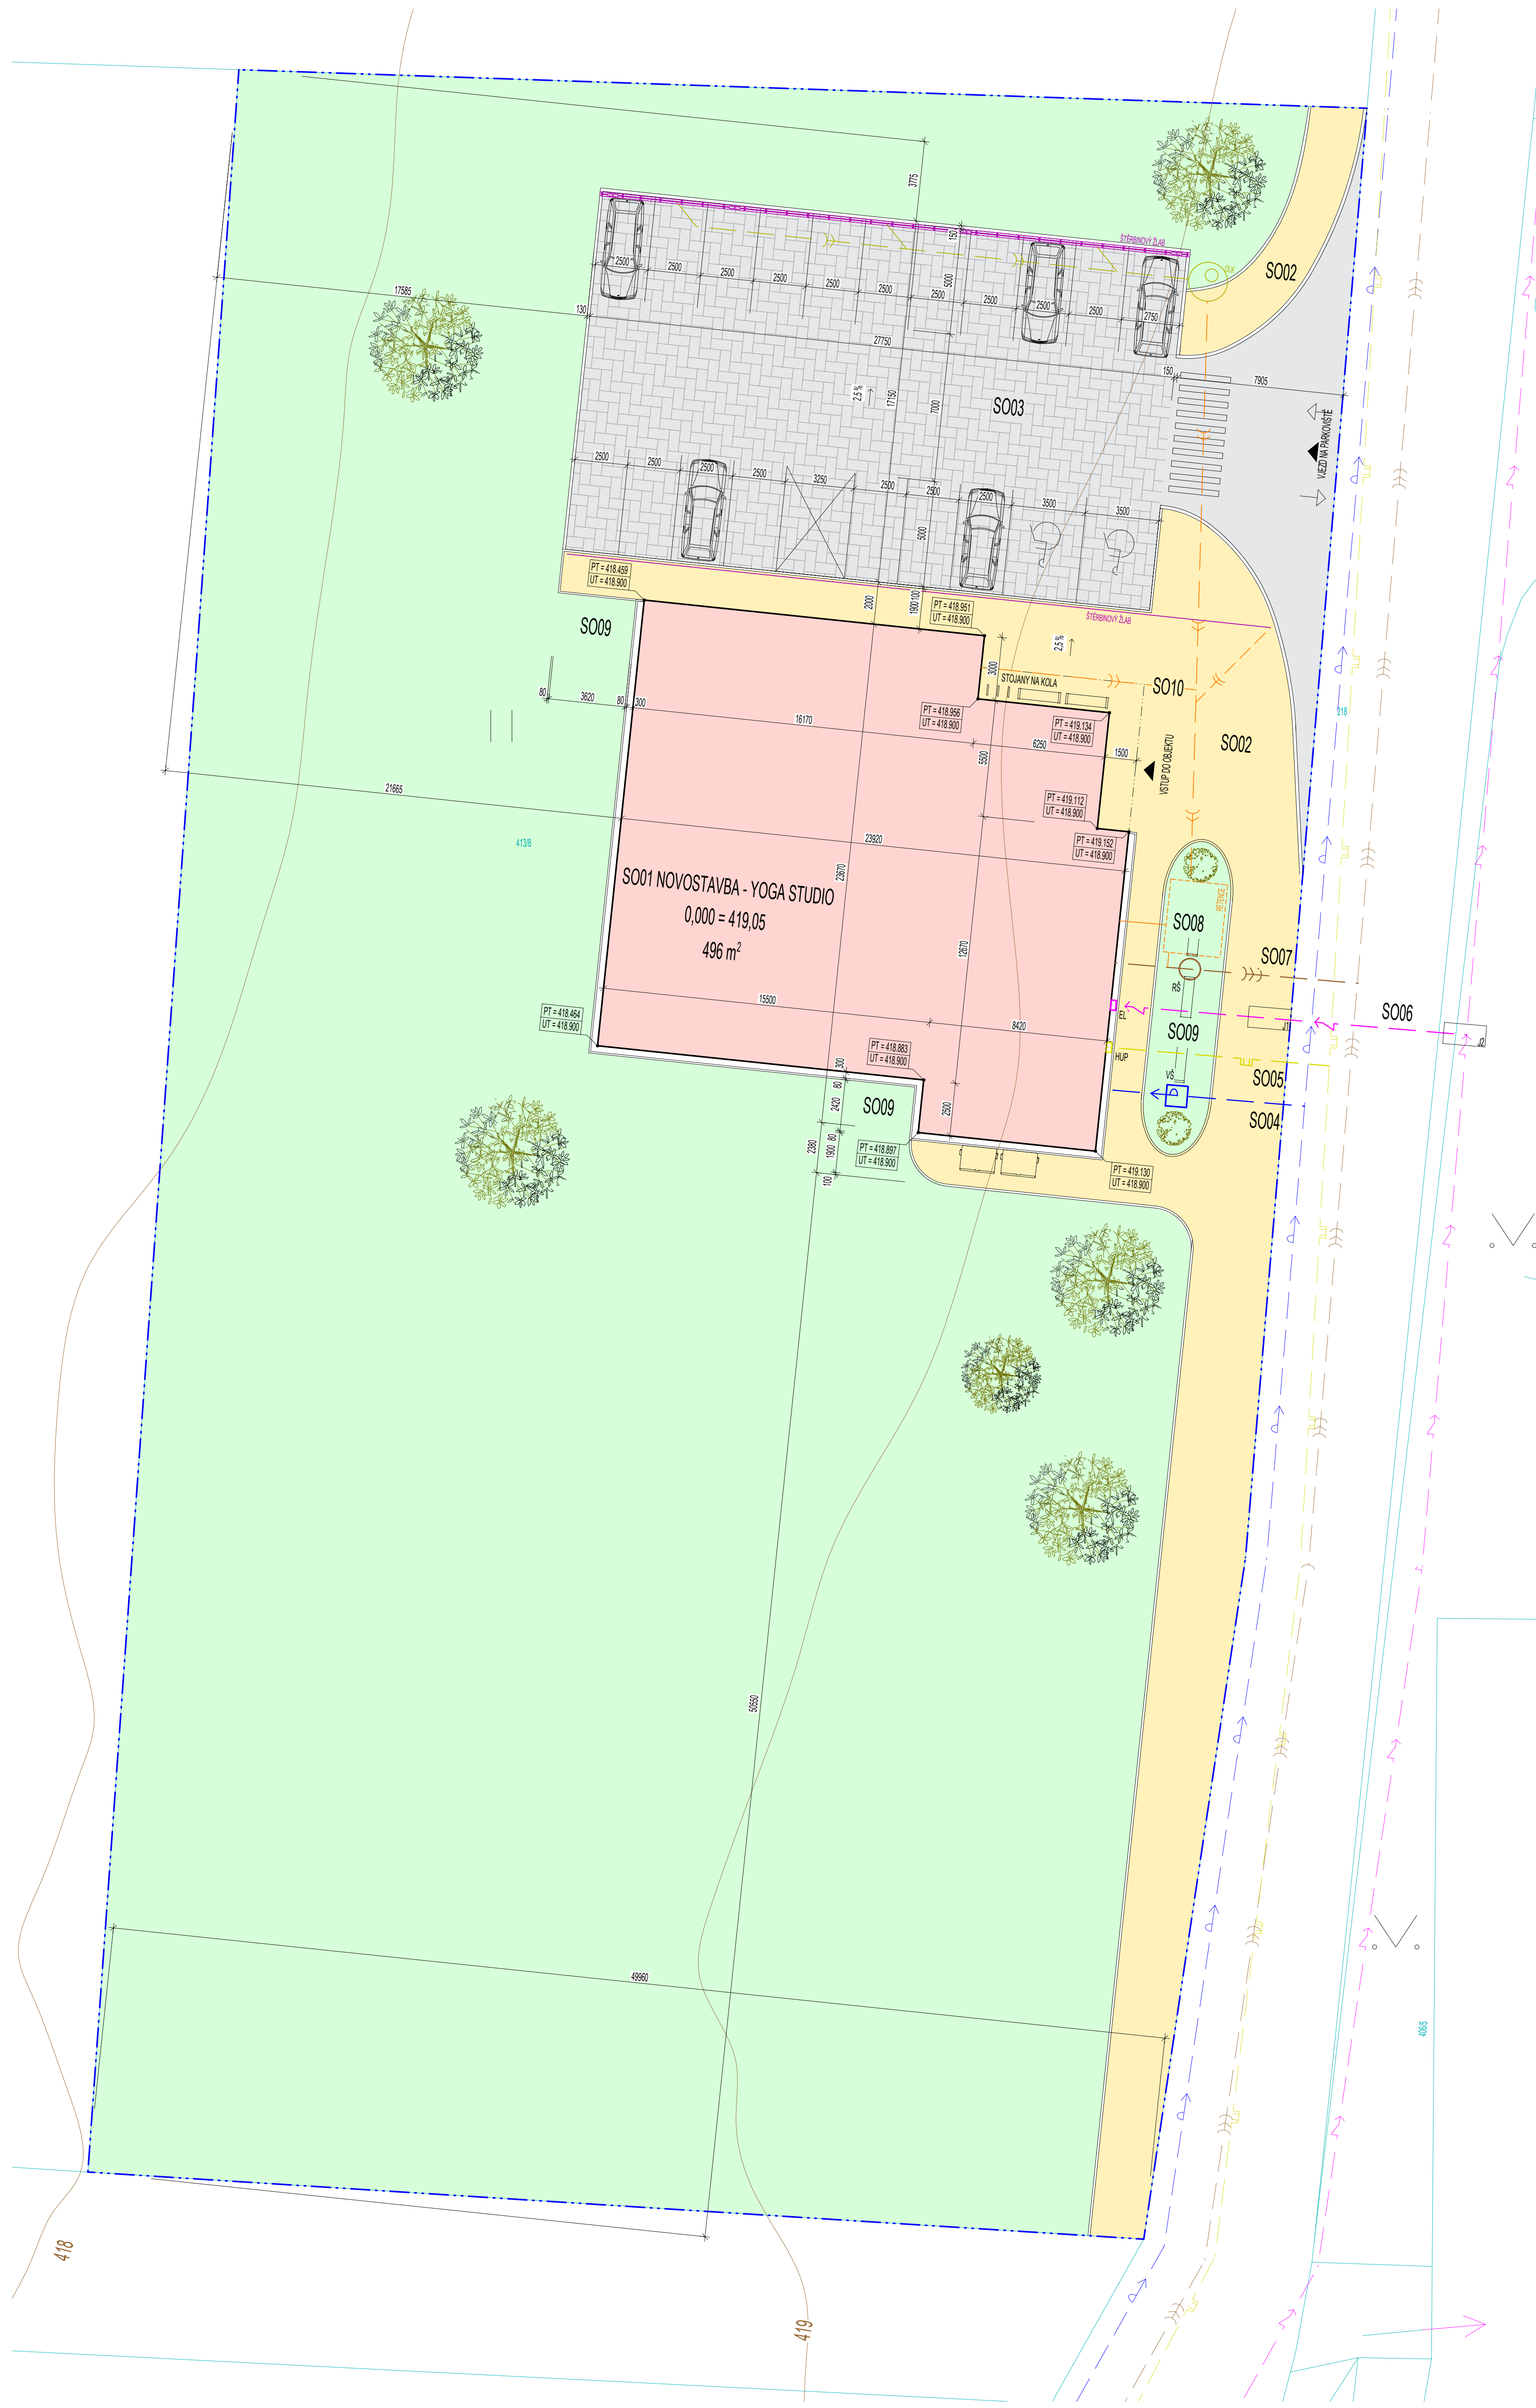 3775
ŠTĚRBINOVÝ ŽLAB
150
SO02
2500
2500
2500
2500
2500
2500
2500
2500
2500
2500
2750
5000
17585
130
27750
150
7905
2,5 %
17150
7000
SO03
VJEZD NA PARKOVIŠTĚ
2500
2500
2500
2500
3250
2500
2500
2500
3500
3500
5000
PT = 418.459
UT = 418.900
2000
1900
100
PT = 418.951
UT = 418.900
ŠTĚRBINOVÝ ŽLAB
SO09
2,5 %
3000
STOJANY NA KOLA
SO10
80
3620
80
300
16170
PT = 418.956
UT = 418.900
PT = 419.134
UT = 418.900
218
6250
5500
1500
VSTUP DO OBJEKTU
SO02
21665
413/8
PT = 419.112
UT = 418.900
PT = 419.152
UT = 418.900
23920
23670
SO01 NOVOSTAVBA - YOGA STUDIO
0,000 = 419,05
496 m²
RETENCE
SO08
12670
SO07
RŠ
15500
8420
PT = 418.464
UT = 418.900
EL
J1
SO06
J2
SO09
HUP
PT = 418.883
UT = 418.900
300
80
VŠ
SO05
SO04
2420
SO09
2500
2380
80
1900
100
PT = 418.897
UT = 418.900
PT = 419.130
UT = 418.900
50550
49960
406/5
418
419